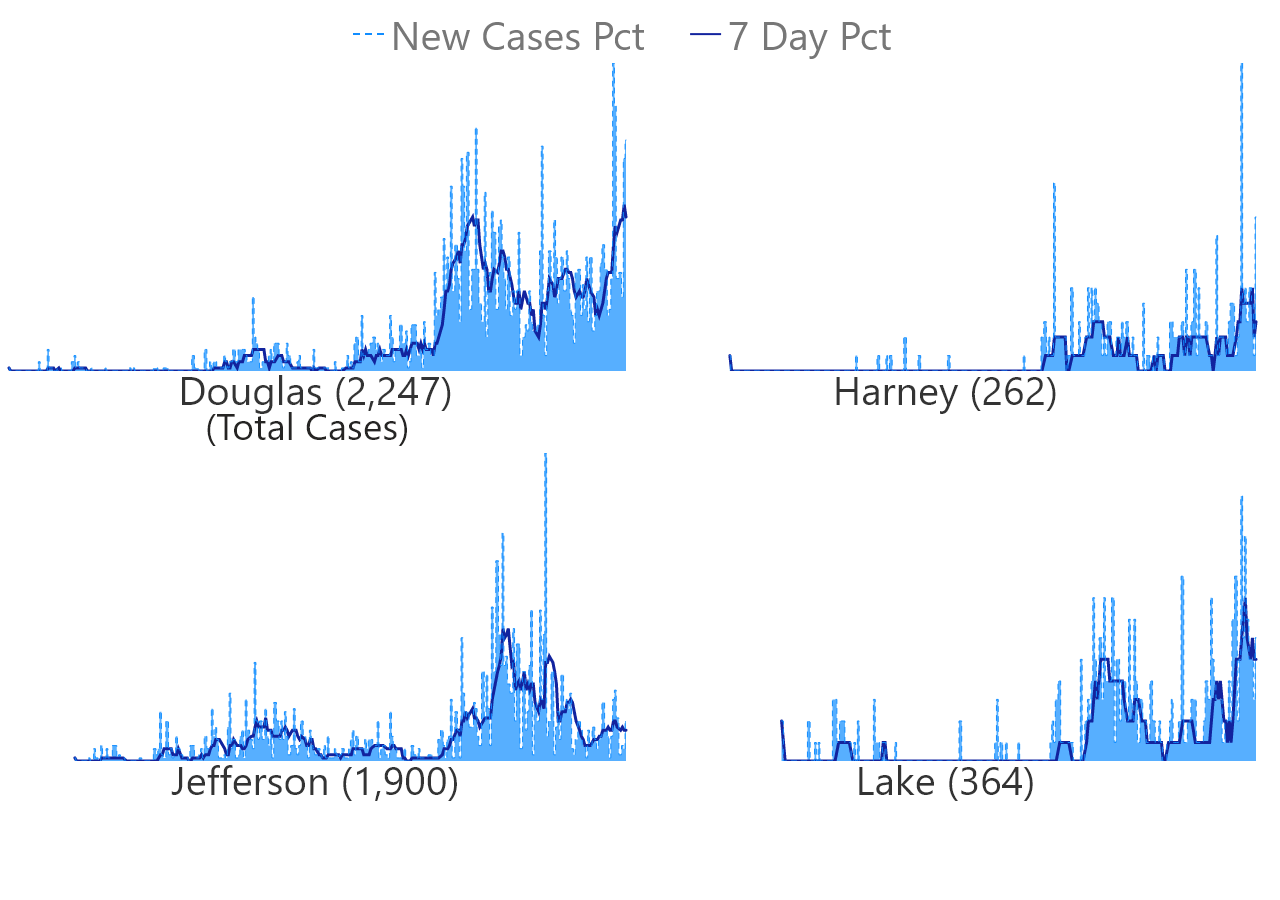 New Cases Pct 7 Day Pct
Douglas (2,247)
(Total Cases)
Harney (262)
Jefferson (1,900)
Lake (364)